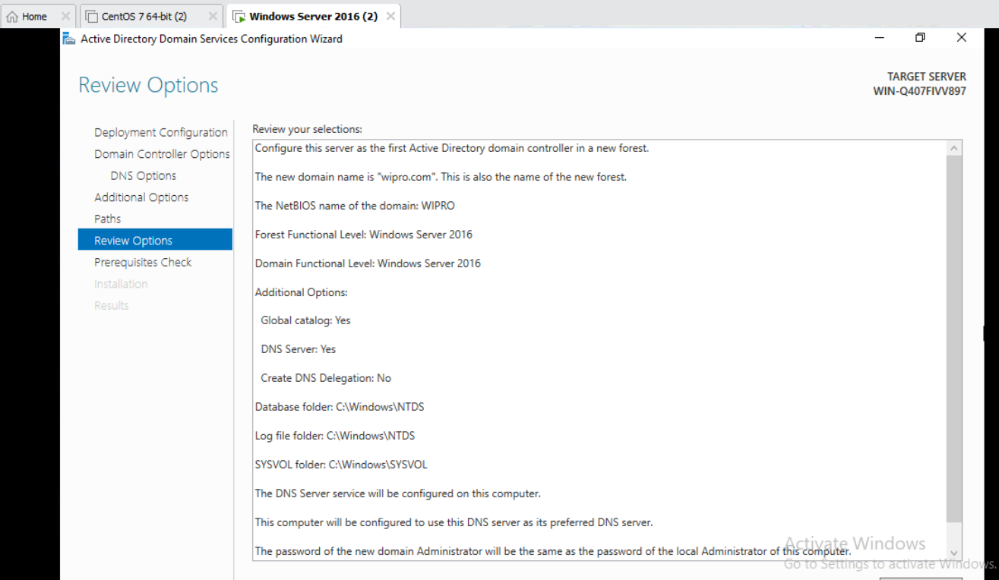 Home
CentOS 7 64-bit (2)
Windows Server 2016 (2)
Active Directory Domain Services Configuration Wizard
Review Options
TARGET SERVER
WIN-Q407FIVV897
Deployment Configuration
Domain Controller Options
DNS Options
Additional Options
Paths
Review Options
Prerequisites Check
Installation
Results
Review your selections:
Configure this server as the first Active Directory domain controller in a new forest.
The new domain name is "wipro.com". This is also the name of the new forest.
The NetBIOS name of the domain: WIPRO
Forest Functional Level: Windows Server 2016
Domain Functional Level: Windows Server 2016
Additional Options:
Global catalog: Yes
DNS Server: Yes
Create DNS Delegation: No
Database folder: C:\Windows\NTDS
Log file folder: C:\Windows\NTDS
SYSVOL folder: C:\Windows\SYSVOL
The DNS Server service will be configured on this computer.
This computer will be configured to use this DNS server as its preferred DNS server.
The password of the new domain Administrator will be the same as the password of the local Administrator of this computer.
Activate Windows
Go to Settings to activate Windows.